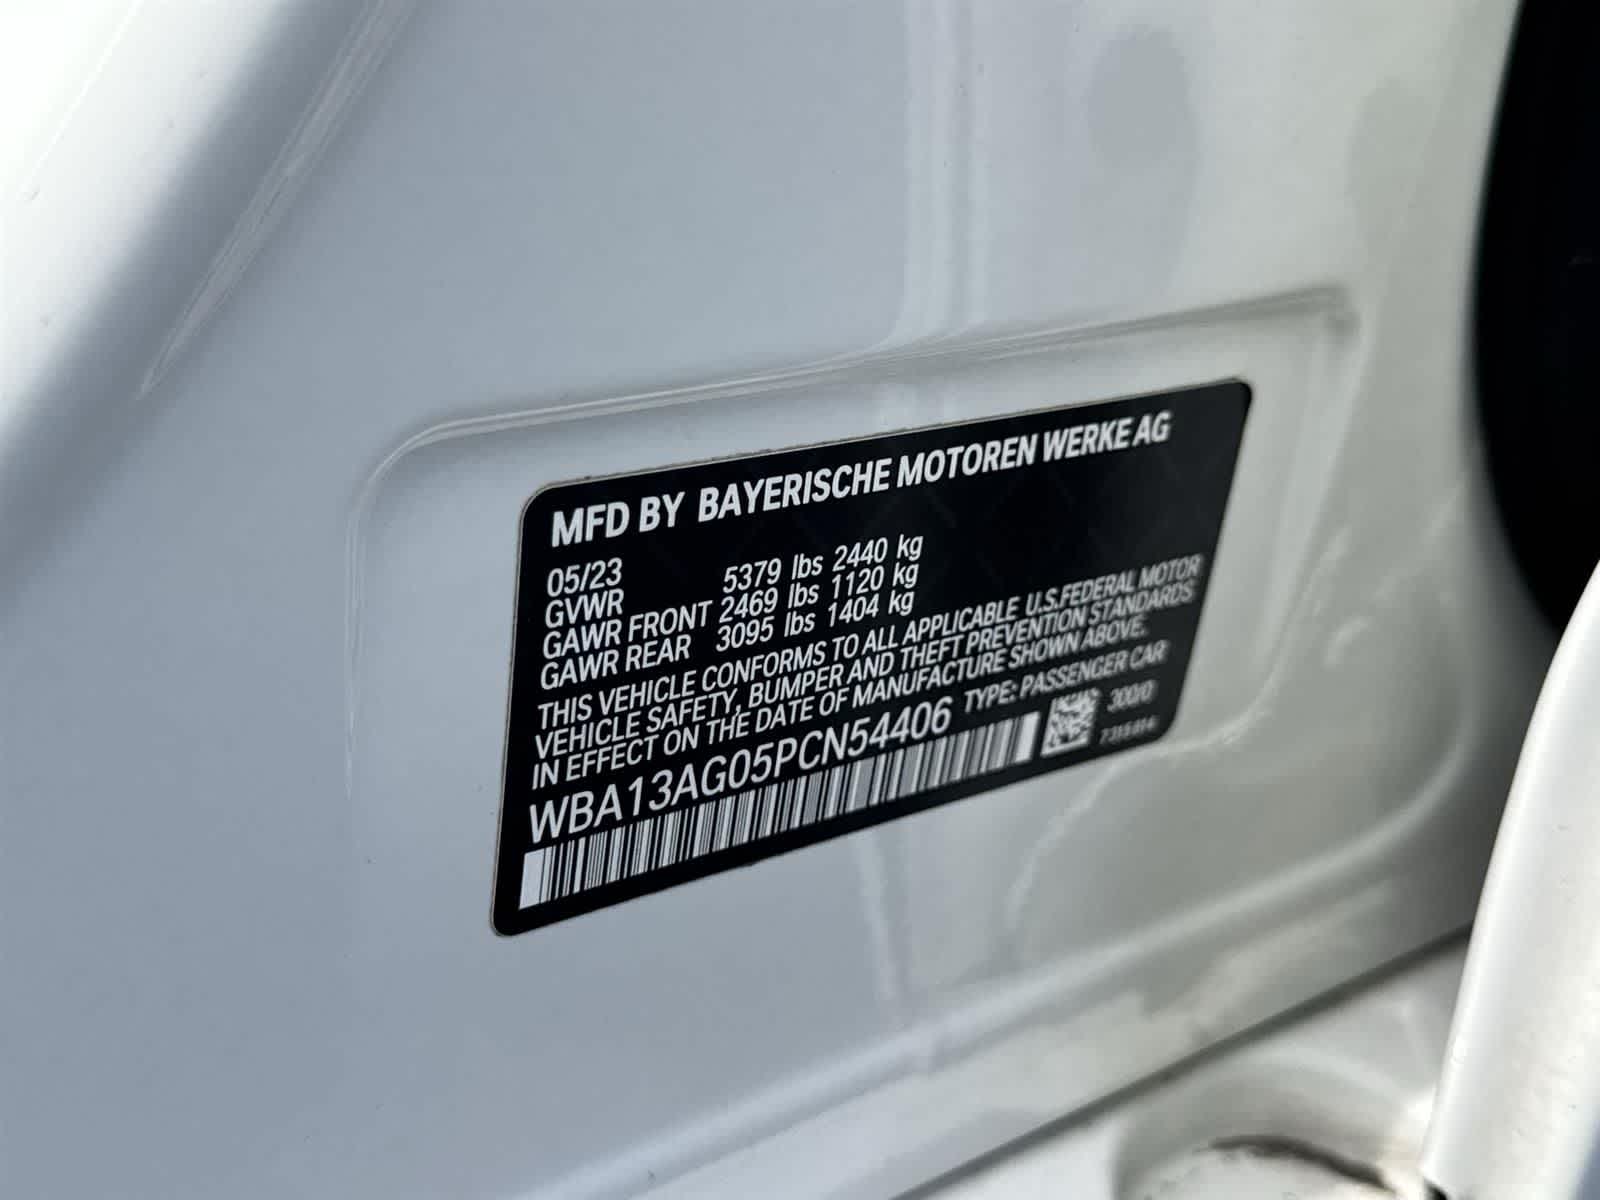 MFD BY BAYERISCHE MOTOREN WERKE AG
05/23
GVWR 5379 lbs 2440 kg
GAWR FRONT 2469 lbs 1120 kg
GAWR REAR 3095 lbs 1404 kg
THIS VEHICLE CONFORMS TO ALL APPLICABLE U.S.FEDERAL MOTOR
VEHICLE SAFETY, BUMPER AND THEFT PREVENTION STANDARDS
IN EFFECT ON THE DATE OF MANUFACTURE SHOWN ABOVE.
WBA13AG05PCN54406 TYPE: PASSENGER CAR
300/0